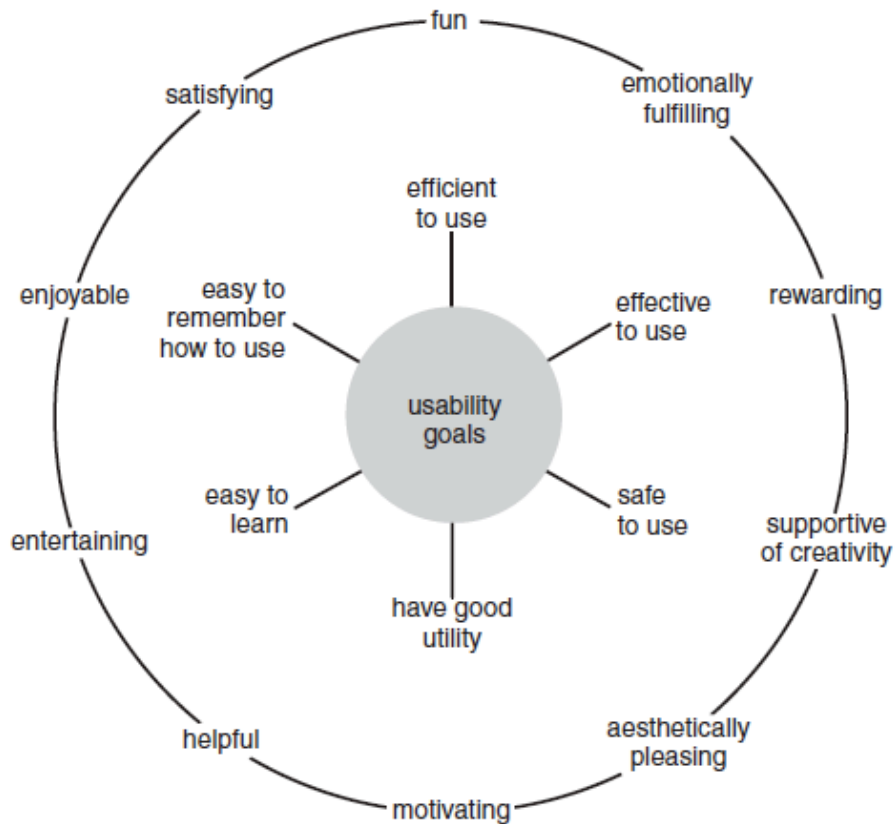 fun
satisfying
emotionally
fulfilling
efficient
to use
enjoyable
easy to
remember
how to use
effective
to use
rewarding
usability
goals
easy to
learn
safe
to use
entertaining
supportive
of creativity
have good
utility
helpful
aesthetically
pleasing
motivating